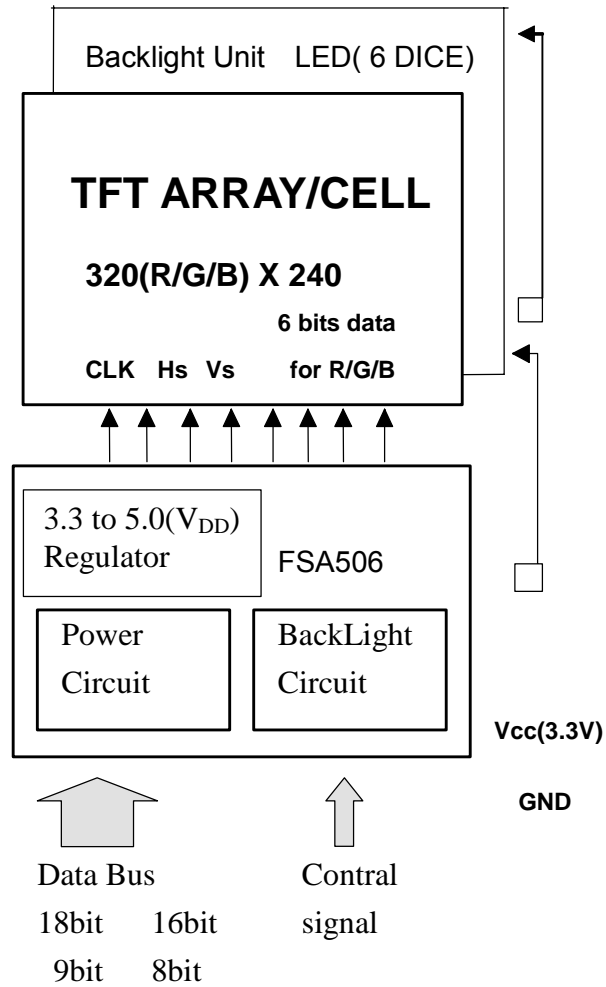 Backlight Unit LED( 6 DICE)
TFT ARRAY/CELL
320(R/G/B) X 240
6 bits data
CLK Hs Vs for R/G/B
3.3 to 5.0(VDD)
Regulator
FSA506
Power
Circuit
BackLight
Circuit
Vcc(3.3V)
GND
Data Bus
18bit 16bit
9bit 8bit
Contral
signal